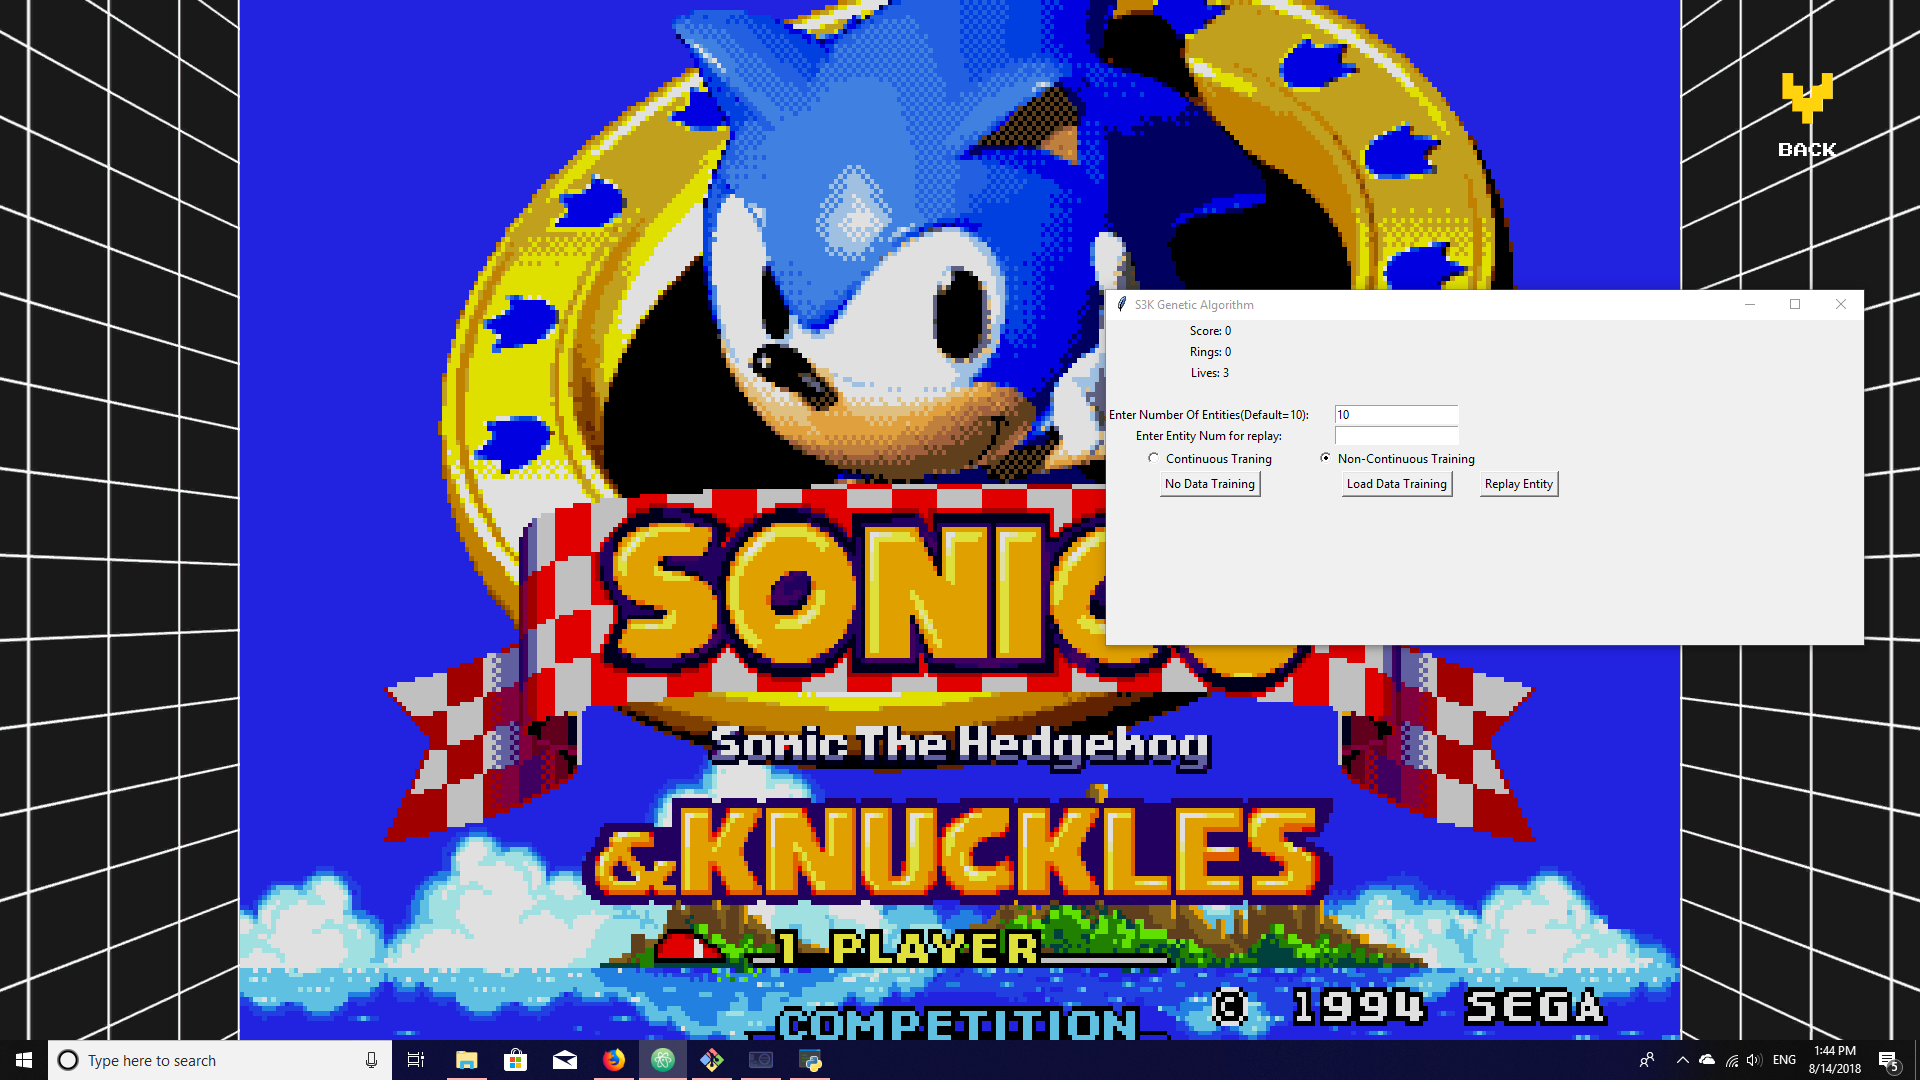 BACK
S3K Genetic Algorithm
Score: 0
Rings: 0
Lives: 3
Enter Number Of Entities(Default=10): 10
Enter Entity Num for replay:
Continuous Traning Non-Continuous Training
No Data Training Load Data Training Replay Entity
SONIC
Sonic The Hedgehog
&KNUCKLES
1 PLAYER
© 1994 SEGA
COMPETITION
Type here to search
ENG
1:44 PM
8/14/2018
5